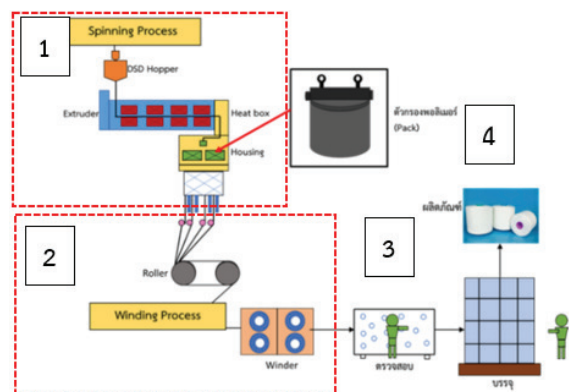 1
Spinning Process
DSD Hopper
Extruder
Heat box
Housing
ตัวกรองพอลิเมอร์
(Pack)
4
ผลิตภัณฑ์
2
Roller
Winding Process
Winder
3
ตรวจสอบ
บรรจุ